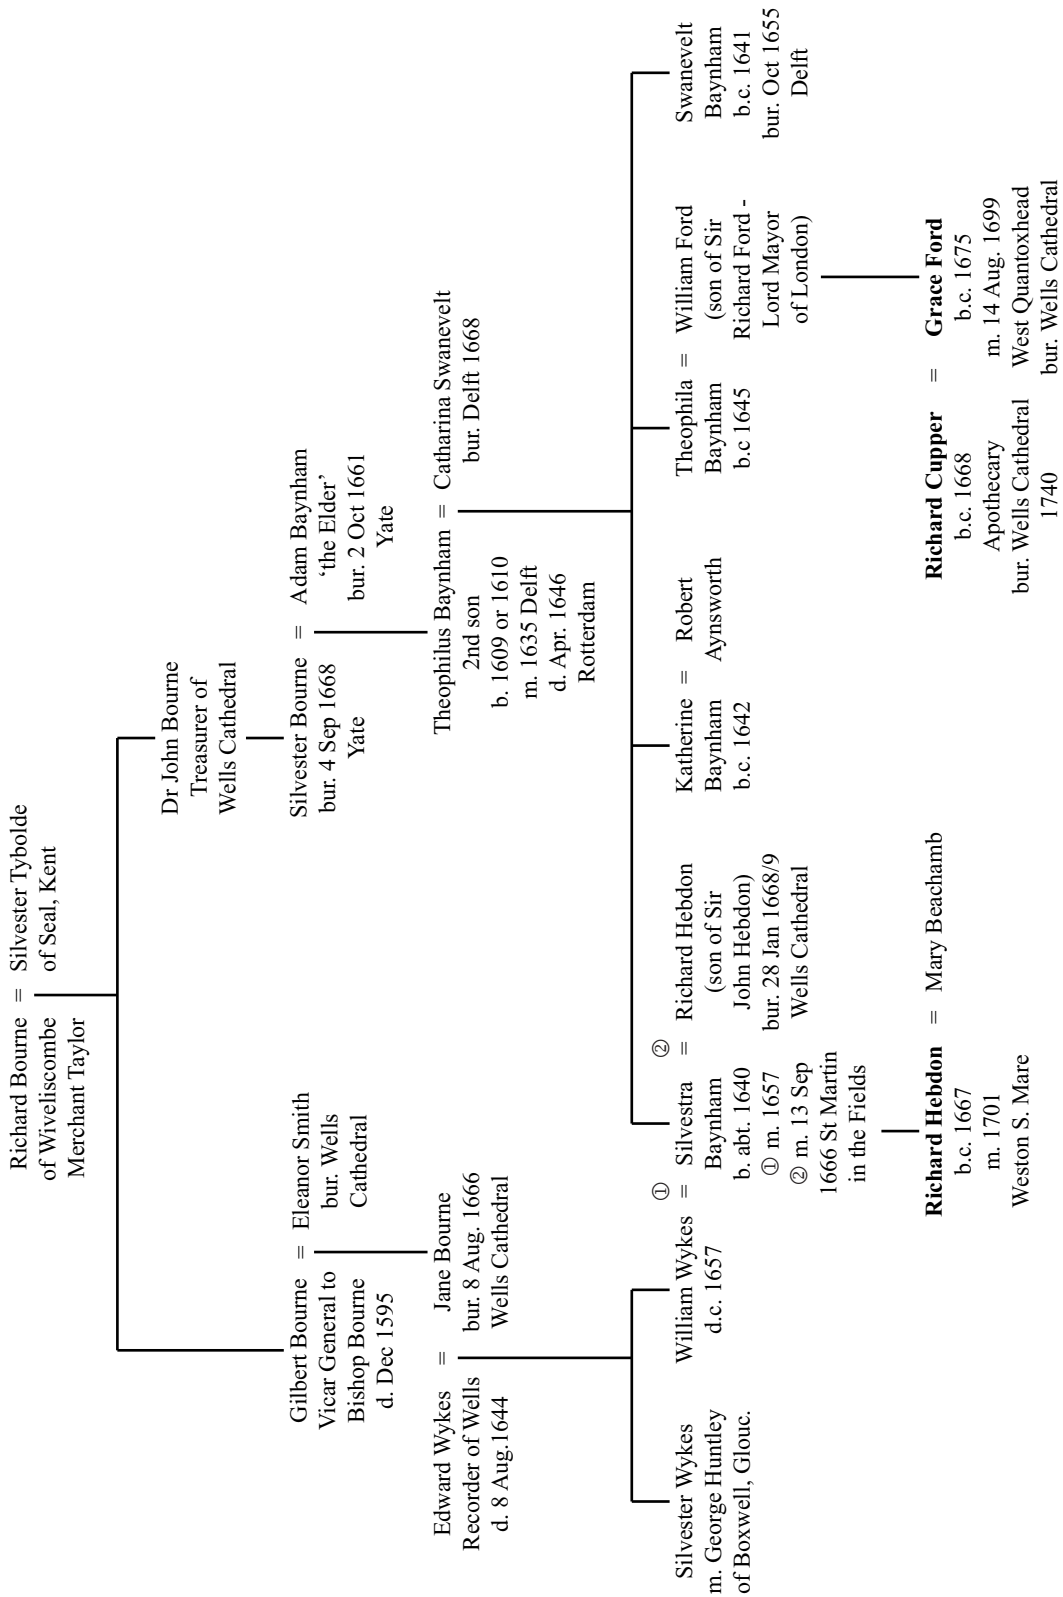 Richard Bourne = Silvester Tybolde
of Wiveliscombe
Merchant Taylor
of Seal, Kent
Gilbert Bourne = Eleanor Smith
Vicar General to
Bishop Bourne
d. Dec 1595
bur. Wells
Cathedral
Dr John Bourne
Treasurer of
Wells Cathedral
Silvester Bourne = Adam Baynham
bur. 4 Sep 1668
Yate
‘the Elder’
bur. 2 Oct 1661
Yate
Edward Wykes = Jane Bourne
Recorder of Wells
d. 8 Aug.1644
bur. 8 Aug. 1666
Wells Cathedral
Theophilus Baynham = Catharina Swanevelt
2nd son
b. 1609 or 1610
m. 1635 Delft
d. Apr. 1646
Rotterdam
bur. Delft 1668
Silvester Wykes
m. George Huntley
of Boxwell, Glouc.
William Wykes
d.c. 1657
①
=
Silvestra
Baynham
b. abt. 1640
① m. 1657
② m. 13 Sep
1666 St Martin
in the Fields
②
=
Richard Hebdon
(son of Sir
John Hebdon)
bur. 28 Jan 1668/9
Wells Cathedral
Katherine = Robert
Baynham
b.c. 1642
Aynsworth
Theophila = William Ford
Baynham
b.c 1645
(son of Sir
Richard Ford -
Lord Mayor
of London)
Swanevelt
Baynham
b.c. 1641
bur. Oct 1655
Delft
Richard Hebdon = Mary Beachamb
b.c. 1667
m. 1701
Weston S. Mare
Richard Cupper = Grace Ford
b.c. 1668
Apothecary
bur. Wells Cathedral
1740
b.c. 1675
m. 14 Aug. 1699
West Quantoxhead
bur. Wells Cathedral